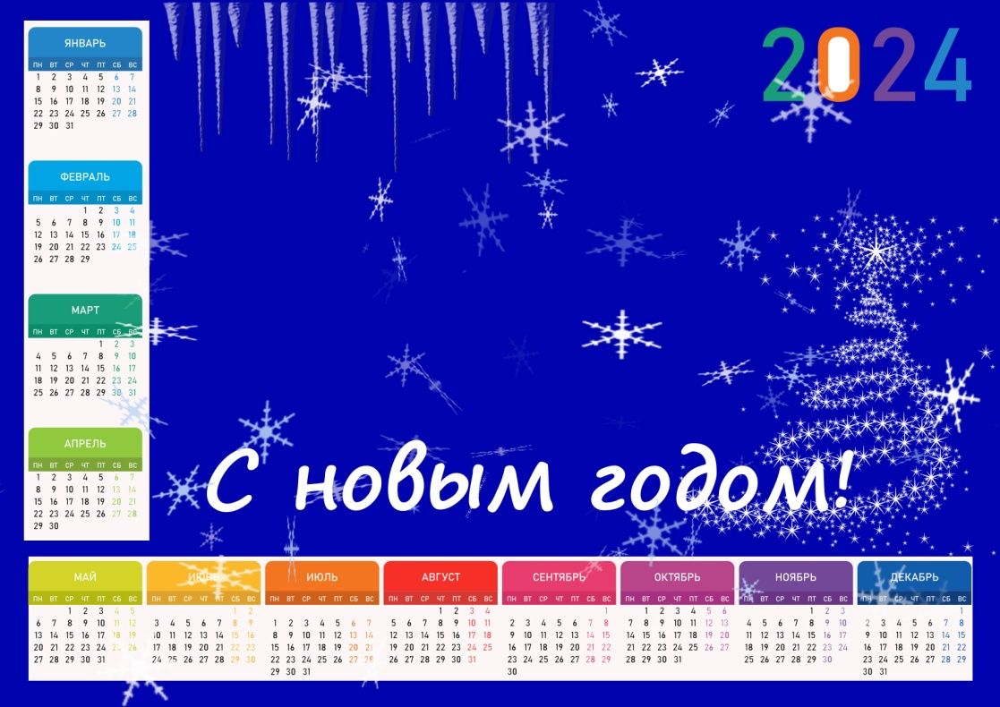 2024
ЯНВАРЬ
ПН ВТ СР ЧТ ПТ СБ ВС
1 2 3 4 5 6 7
8 9 10 11 12 13 14
15 16 17 18 19 20 21
22 23 24 25 26 27 28
29 30 31
ФЕВРАЛЬ
ПН ВТ СР ЧТ ПТ СБ ВС
1 2 3 4
5 6 7 8 9 10 11
12 13 14 15 16 17 18
19 20 21 22 23 24 25
26 27 28 29
МАРТ
ПН ВТ СР ЧТ ПТ СБ ВС
1 2 3
4 5 6 7 8 9 10
11 12 13 14 15 16 17
18 19 20 21 22 23 24
25 26 27 28 29 30 31
АПРЕЛЬ
ПН ВТ СР ЧТ ПТ СБ ВС
1 2 3 4 5 6 7
8 9 10 11 12 13 14
15 16 17 18 19 20 21
22 23 24 25 26 27 28
29 30
С новым годом!
МАЙ
ПН ВТ СР ЧТ ПТ СБ ВС
1 2 3 4 5
6 7 8 9 10 11 12
13 14 15 16 17 18 19
20 21 22 23 24 25 26
27 28 29 30 31
ИЮНЬ
ПН ВТ СР ЧТ ПТ СБ ВС
1 2
3 4 5 6 7 8 9
10 11 12 13 14 15 16
17 18 19 20 21 22 23
24 25 26 27 28 29 30
ИЮЛЬ
ПН ВТ СР ЧТ ПТ СБ ВС
1 2 3 4 5 6 7
8 9 10 11 12 13 14
15 16 17 18 19 20 21
22 23 24 25 26 27 28
29 30 31
АВГУСТ
ПН ВТ СР ЧТ ПТ СБ ВС
1 2 3 4
5 6 7 8 9 10 11
12 13 14 15 16 17 18
19 20 21 22 23 24 25
26 27 28 29 30 31
СЕНТЯБРЬ
ПН ВТ СР ЧТ ПТ СБ ВС
1
2 3 4 5 6 7 8
9 10 11 12 13 14 15
16 17 18 19 20 21 22
23 24 25 26 27 28 29
30
ОКТЯБРЬ
ПН ВТ СР ЧТ ПТ СБ ВС
1 2 3 4 5 6
7 8 9 10 11 12 13
14 15 16 17 18 19 20
21 22 23 24 25 26 27
28 29 30 31
НОЯБРЬ
ПН ВТ СР ЧТ ПТ СБ ВС
1 2 3
4 5 6 7 8 9 10
11 12 13 14 15 16 17
18 19 20 21 22 23 24
25 26 27 28 29 30
ДЕКАБРЬ
ПН ВТ СР ЧТ ПТ СБ ВС
1
2 3 4 5 6 7 8
9 10 11 12 13 14 15
16 17 18 19 20 21 22
23 24 25 26 27 28 29
30 31